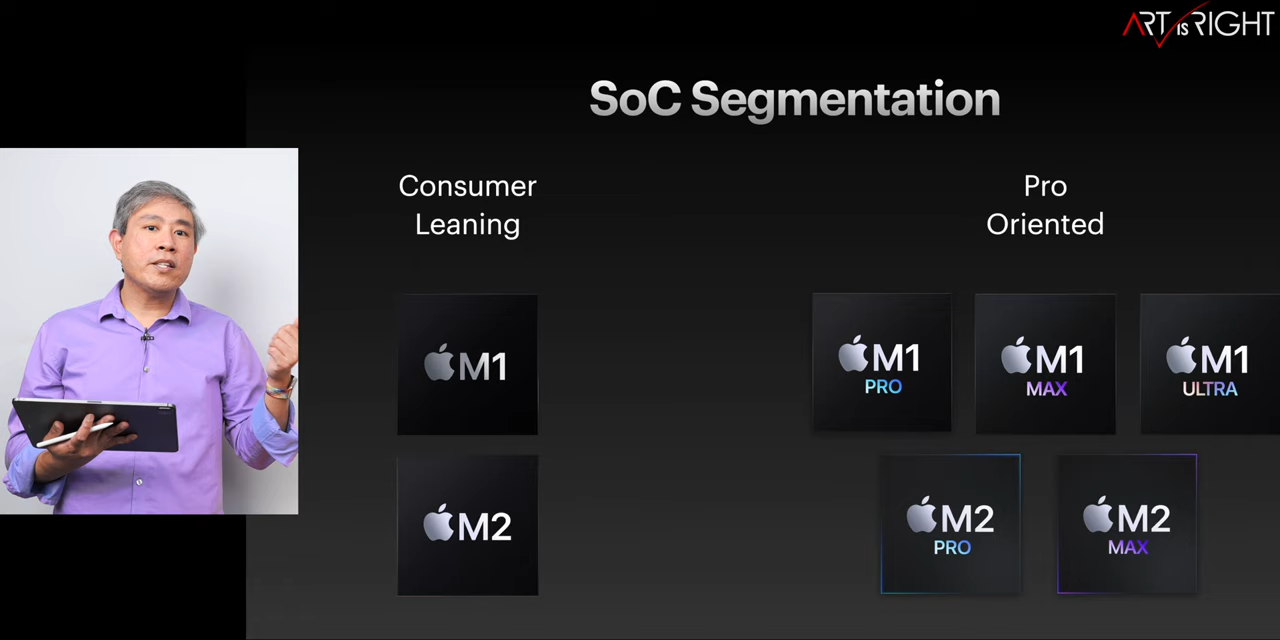 ART IS RIGHT
SoC Segmentation
Consumer
Leaning
Pro
Oriented
M1
M1
PRO
M1
MAX
M1
ULTRA
M2
M2
PRO
M2
MAX